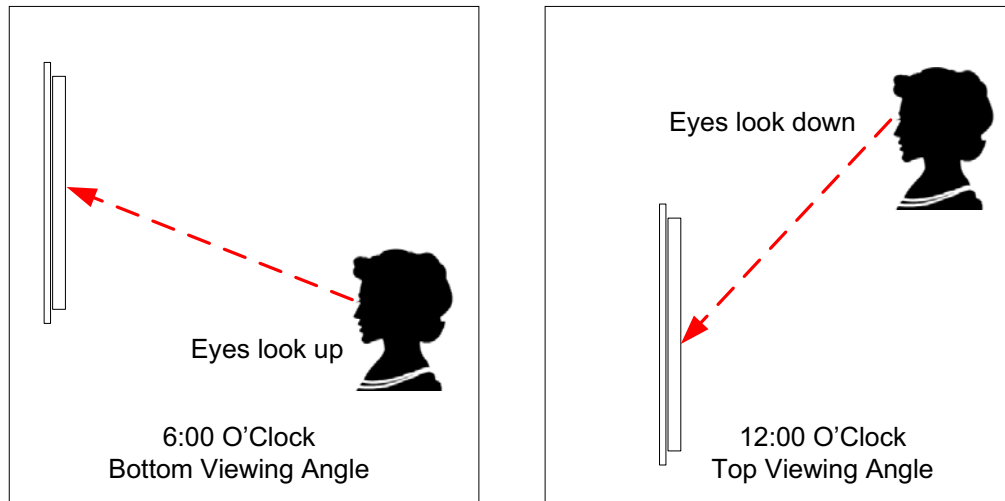 Eyes look up
6:00 O’Clock
Bottom Viewing Angle
Eyes look down
12:00 O’Clock
Top Viewing Angle